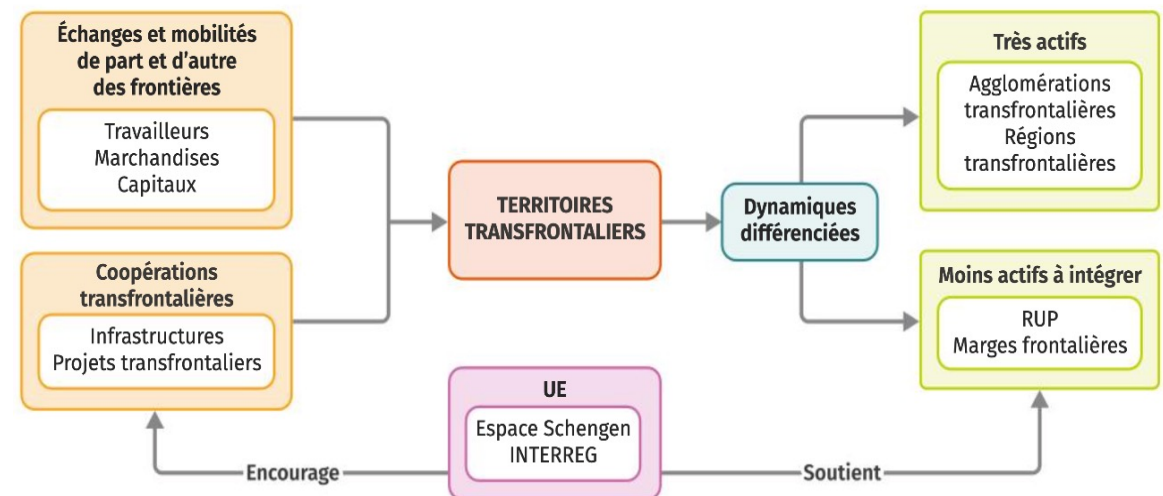 Échanges et mobilités
de part et d'autre
des frontières
Travailleurs
Marchandises
Capitaux
Coopérations
transfrontalières
Infrastructures
Projets transfrontaliers
TERRITOIRES
TRANSFRONTALIERS
UE
Espace Schengen
INTERREG
Encourage
Soutient
Dynamiques
différenciées
Très actifs
Agglomérations
transfrontalières
Régions
transfrontalières
Moins actifs à intégrer
RUP
Marges frontalières